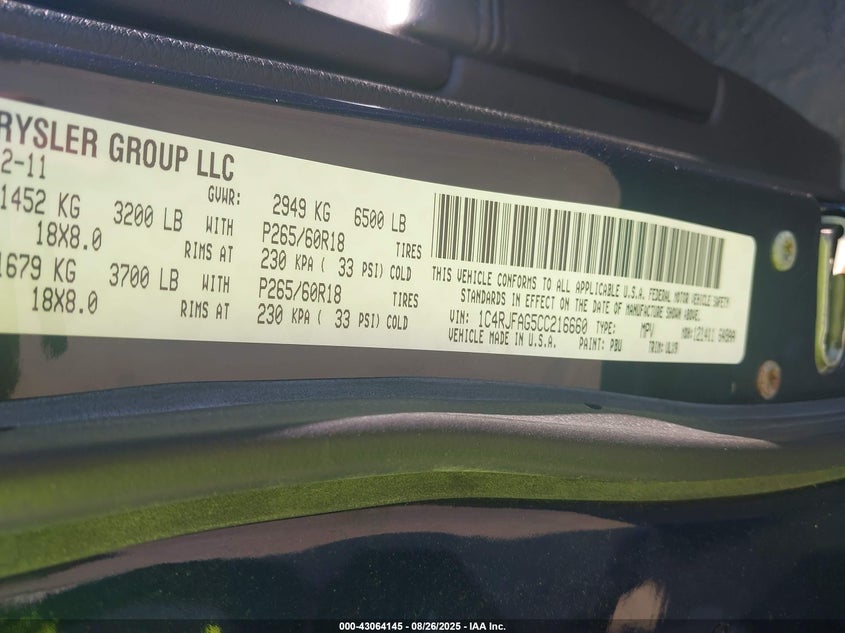 RYSLER GROUP LLC
2-11
GVWR: 2949 KG 6500 LB
1452 KG 3200 LB WITH P265/60R18 TIRES
18X8.0 RIMS AT 230 KPA ( 33 PSI) COLD
1679 KG 3700 LB WITH P265/60R18 TIRES
18X8.0 RIMS AT 230 KPA ( 33 PSI) COLD
THIS VEHICLE CONFORMS TO ALL APPLICABLE U.S.A. FEDERAL MOTOR VEHICLE SAFETY
STANDARDS IN EFFECT ON THE DATE OF MANUFACTURE SHOWN ABOVE.
VIN: 1C4RJFAG5CC216660 TYPE: MPV MDH:
VEHICLE MADE IN U.S.A. PAINT: PBU TRIM:
000-43064145 - 08/26/2025 - IAA Inc.